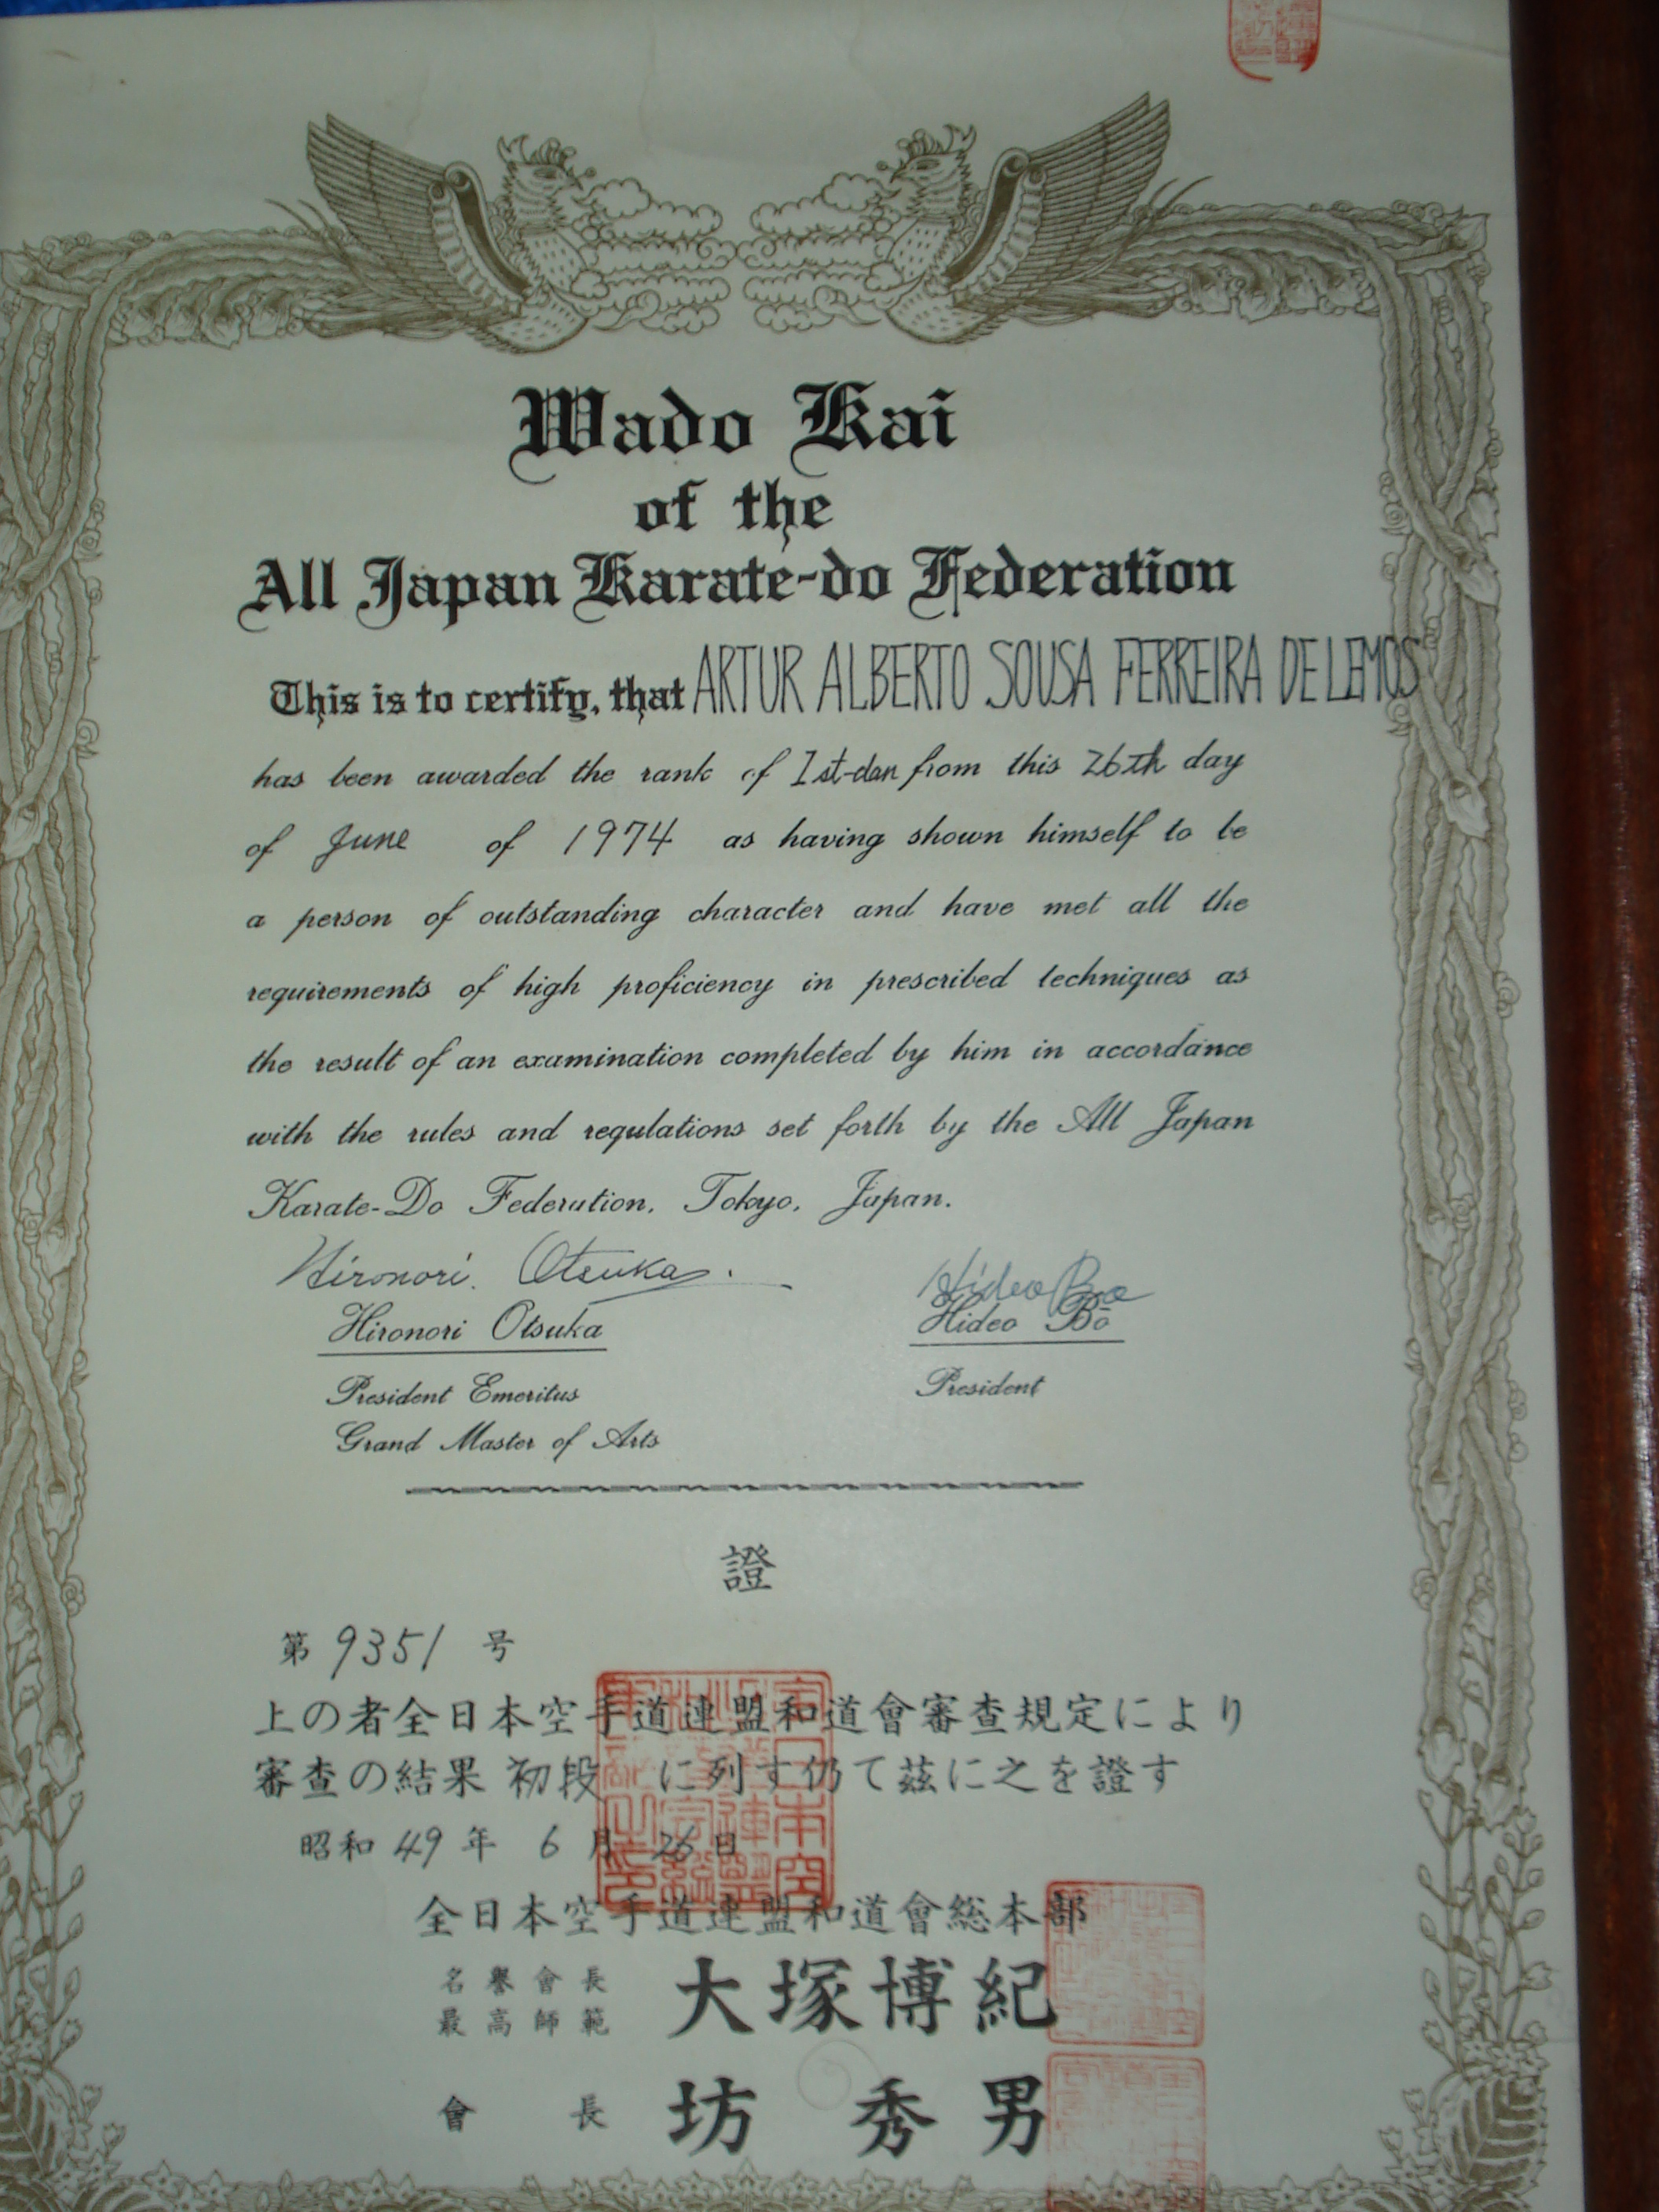 Wado Kai
of the
All Japan Karate-do Federation
This is to certify, that ARTUR ALBERTO SOUSA FERREIRA DE LEMOS
has been awarded the rank of 1st-dan from this 26th day
of June of 1974 as having shown himself to be
a person of outstanding character and have met all the
requirements of high proficiency in prescribed techniques as
the result of an examination completed by him in accordance
with the rules and regulations set forth by the All Japan
Karate-Do Federation, Tokyo, Japan.
Hironori Otsuka. Hideo Bo
Hironori Otsuka Hideo Bō
President Emeritus President
Grand Master of Arts
證
第 9351 号
上の者全日本空手道連盟和道會審査規定により
審査の結果 初段 に列す仍て茲に之を證す
昭和 49 年 6 月 26 日
全日本空手道連盟和道會総本部
名誉會長 大塚博紀
最高師範
會長 坊秀男